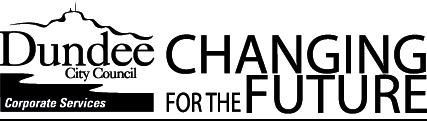 Dundee
City Council
Corporate Services
CHANGING
FOR THE FUTURE